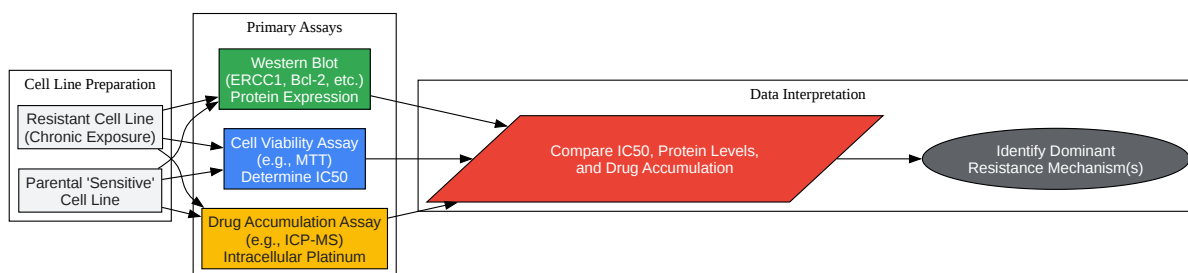 Cell Line Preparation
Resistant Cell Line
(Chronic Exposure)
Parental 'Sensitive'
Cell Line
Primary Assays
Western Blot
(ERCC1, Bcl-2, etc.)
Protein Expression
Cell Viability Assay
(e.g., MTT)
Determine IC50
Drug Accumulation Assay
(e.g., ICP-MS)
Intracellular Platinum
Data Interpretation
Compare IC50, Protein Levels,
and Drug Accumulation
Identify Dominant
Resistance Mechanism(s)